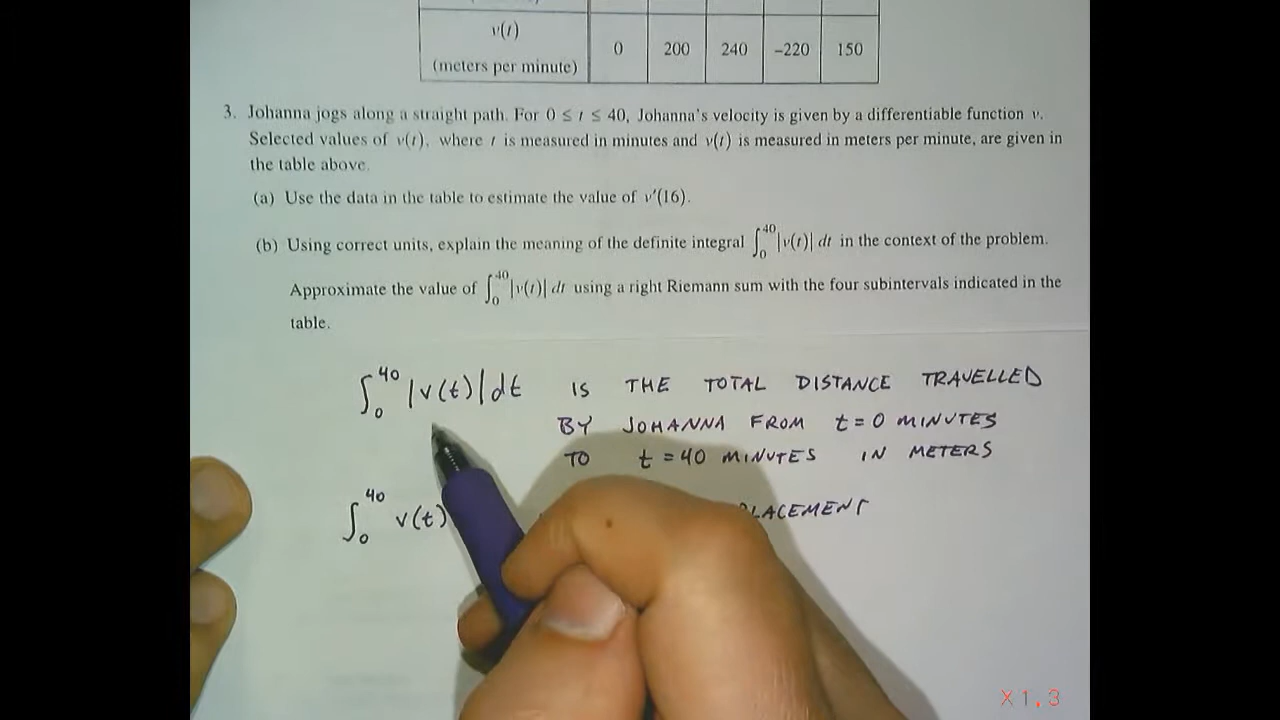 v(t)
(meters per minute)
0 200 240 -220 150
3. Johanna jogs along a straight path. For 0 ≤ t ≤ 40, Johanna's velocity is given by a differentiable function v.
Selected values of v(t), where t is measured in minutes and v(t) is measured in meters per minute, are given in
the table above.
(a) Use the data in the table to estimate the value of v′(16).
(b) Using correct units, explain the meaning of the definite integral ∫₀⁴⁰ |v(t)| dt in the context of the problem.
Approximate the value of ∫₀⁴⁰ |v(t)| dt using a right Riemann sum with the four subintervals indicated in the
table.
∫₀⁴⁰ |v(t)| dt IS THE TOTAL DISTANCE TRAVELLED
BY JOHANNA FROM t=0 MINUTES
TO t=40 MINUTES IN METERS
∫₀⁴⁰ v(t)
X1,3